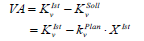 VA = K_v^Ist − K_v^Soll
= K_v^Ist − k_v^Plan · X^Ist